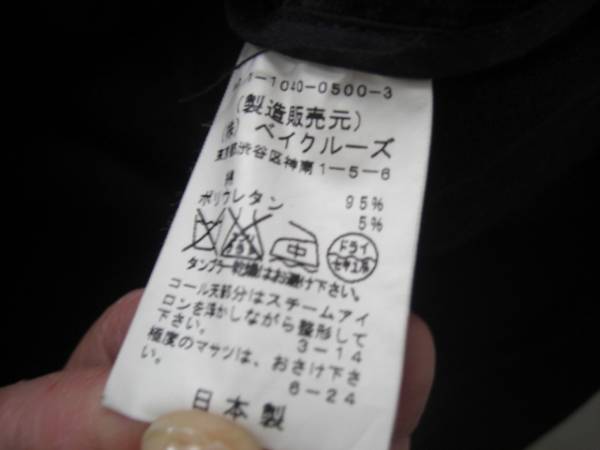 1-1040-0500-3
(製造販売元)
(株) ベイクルーズ
東京都渋谷区神南1-5-6
綿 95%
ポリウレタン 5%
中 ドライ
タンブラー乾燥はお避け下さい。
コール天部分はスチームアイ
ロンを浮かしながら整形して
下さい。 3-14
極度のマサツは、おさけ下さ
い。 6-24
日本製